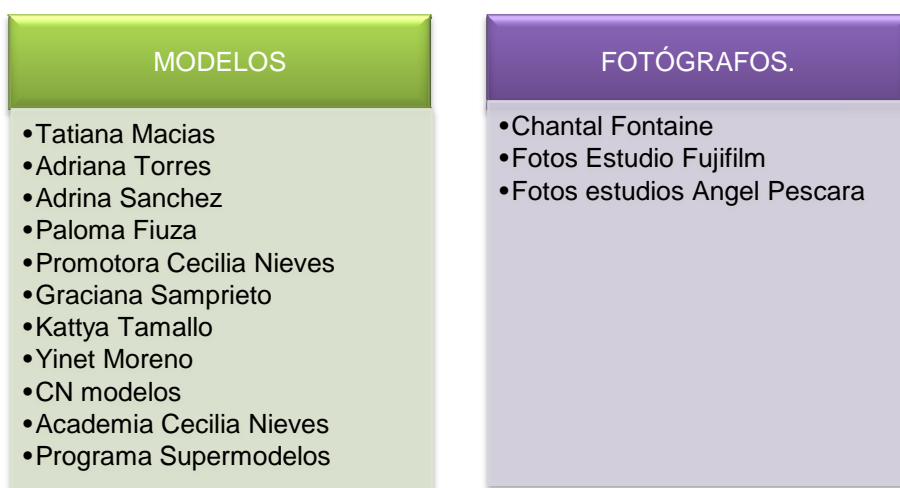 MODELOS
•Tatiana Macias
•Adriana Torres
•Adrina Sanchez
•Paloma Fiuza
•Promotora Cecilia Nieves
•Graciana Samprieto
•Kattya Tamallo
•Yinet Moreno
•CN modelos
•Academia Cecilia Nieves
•Programa Supermodelos
FOTÓGRAFOS.
•Chantal Fontaine
•Fotos Estudio Fujifilm
•Fotos estudios Angel Pescara